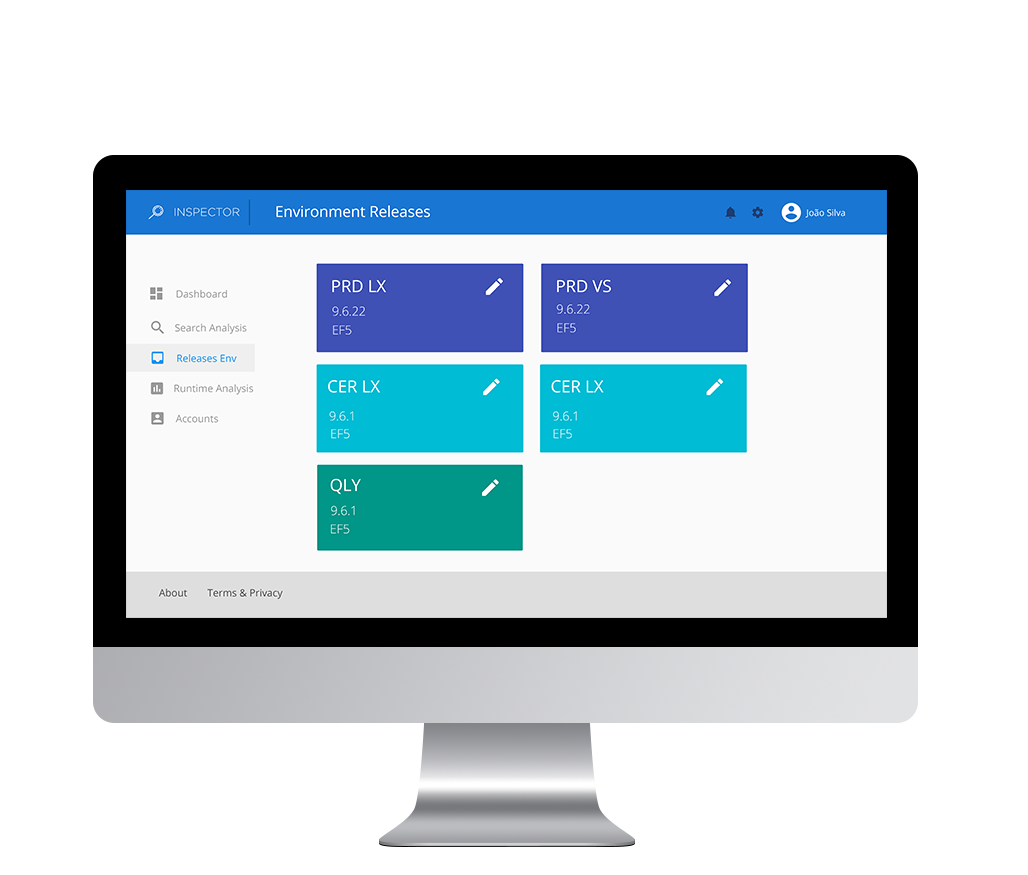 INSPECTOR
Environment Releases
João Silva
Dashboard
Search Analysis
Releases Env
Runtime Analysis
Accounts
PRD LX
9.6.22
EF5
PRD VS
9.6.22
EF5
CER LX
9.6.1
EF5
CER LX
9.6.1
EF5
QLY
9.6.1
EF5
About
Terms & Privacy